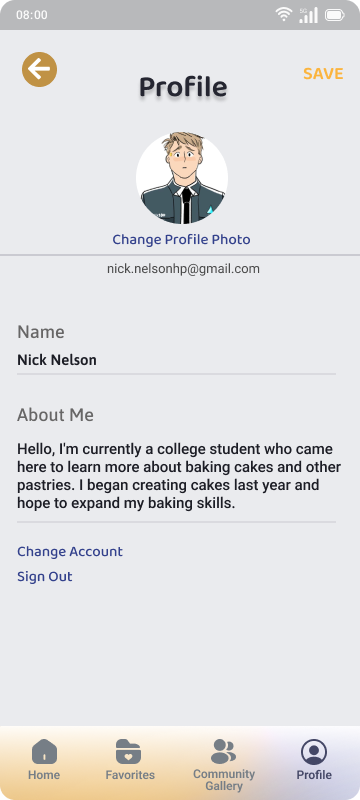 08:00
5G
Profile
SAVE
Change Profile Photo
nick.nelsonhp@gmail.com
Name
Nick Nelson
About Me
Hello, I'm currently a college student who came
here to learn more about baking cakes and other
pastries. I began creating cakes last year and
hope to expand my baking skills.
Change Account
Sign Out
Home
Favorites
Community
Gallery
Profile